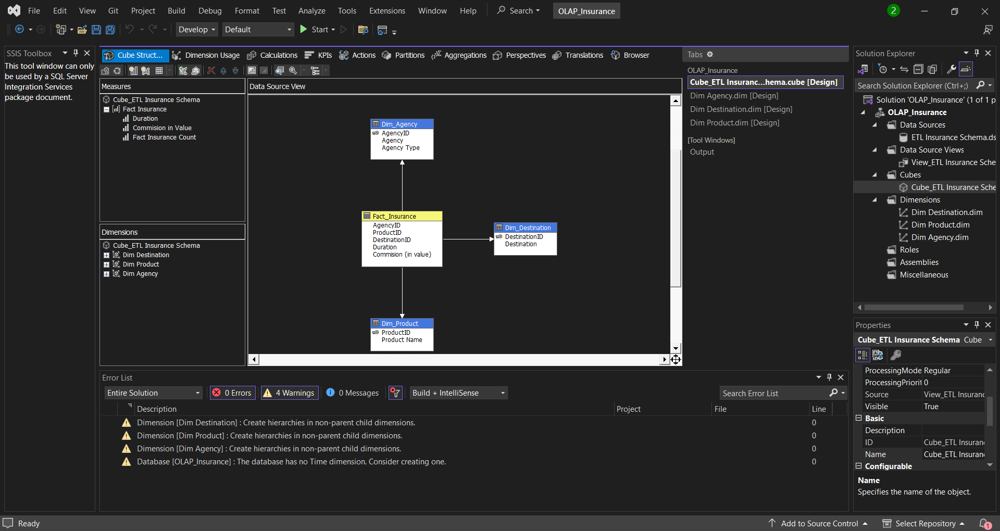 File Edit View Git Project Build Debug Format Test Analyze Tools Extensions Window Help Search OLAP_Insurance 2
Develop Default Start
SSIS Toolbox
This tool window can only
be used by a SQL Server
Integration Services
package document.
Cube Struct... Dimension Usage Calculations KPIs Actions Partitions Aggregations Perspectives Translations Browser
Measures
Cube_ETL Insurance Schema
Fact Insurance
Duration
Commision in Value
Fact Insurance Count
Dimensions
Cube_ETL Insurance Schema
Dim Destination
Dim Product
Dim Agency
Data Source View
Dim_Agency
AgencyID
Agency
Agency Type
Fact_Insurance
AgencyID
ProductID
DestinationID
Duration
Commision (in value)
Dim_Destination
DestinationID
Destination
Dim_Product
ProductID
Product Name
Tabs
OLAP_Insurance
Cube_ETL Insuranc...hema.cube [Design]
Dim Agency.dim [Design]
Dim Destination.dim [Design]
Dim Product.dim [Design]
[Tool Windows]
Output
Solution Explorer
Search Solution Explorer (Ctrl+;)
Solution 'OLAP_Insurance' (1 of 1 p
OLAP_Insurance
Data Sources
ETL Insurance Schema.ds
Data Source Views
View_ETL Insurance Sche
Cubes
Cube_ETL Insurance Sche
Dimensions
Dim Destination.dim
Dim Product.dim
Dim Agency.dim
Roles
Assemblies
Miscellaneous
Properties
Cube_ETL Insurance Schema Cube
ProcessingMode Regular
ProcessingPriorit 0
Source View_ETL Insuranc
Visible True
Basic
Description
ID Cube_ETL Insuran
Name Cube_ETL Insuran
Configurable
Name
Specifies the name of the object.
Error List
Entire Solution 0 Errors 4 Warnings 0 Messages Build + IntelliSense Search Error List
Description Project File Line
Dimension [Dim Destination] : Create hierarchies in non-parent child dimensions. 0
Dimension [Dim Product] : Create hierarchies in non-parent child dimensions. 0
Dimension [Dim Agency] : Create hierarchies in non-parent child dimensions. 0
Database [OLAP_Insurance] : The database has no Time dimension. Consider creating one. 0
Ready Add to Source Control Select Repository 1